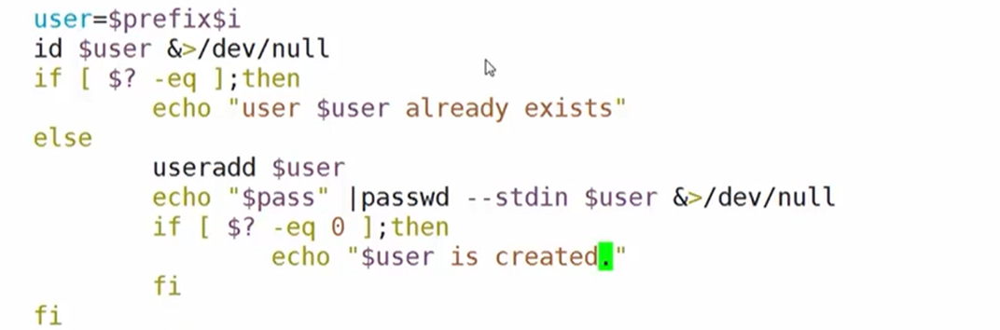 user=$prefix$i
id $user &>/dev/null
if [ $? -eq ];then
        echo "user $user already exists"
else
        useradd $user
        echo "$pass" |passwd --stdin $user &>/dev/null
        if [ $? -eq 0 ];then
                echo "$user is created."
        fi
fi